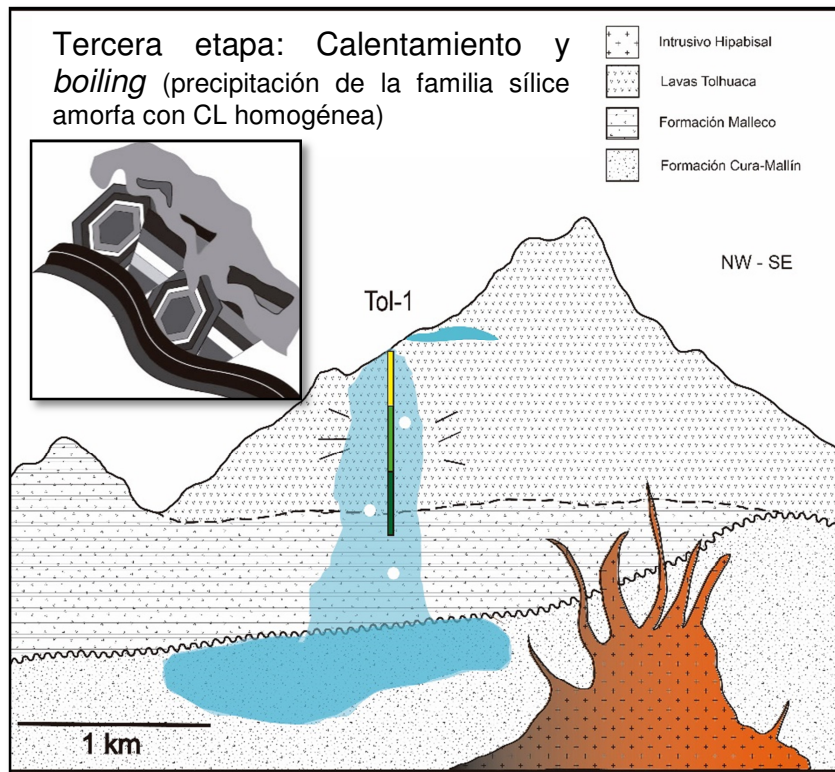 Tercera etapa: Calentamiento y
boiling (precipitación de la familia sílice
amorfa con CL homogénea)
Intrusivo Hipabisal
Lavas Tolhuaca
Formación Malleco
Formación Cura-Mallín
NW - SE
Tol-1
1 km